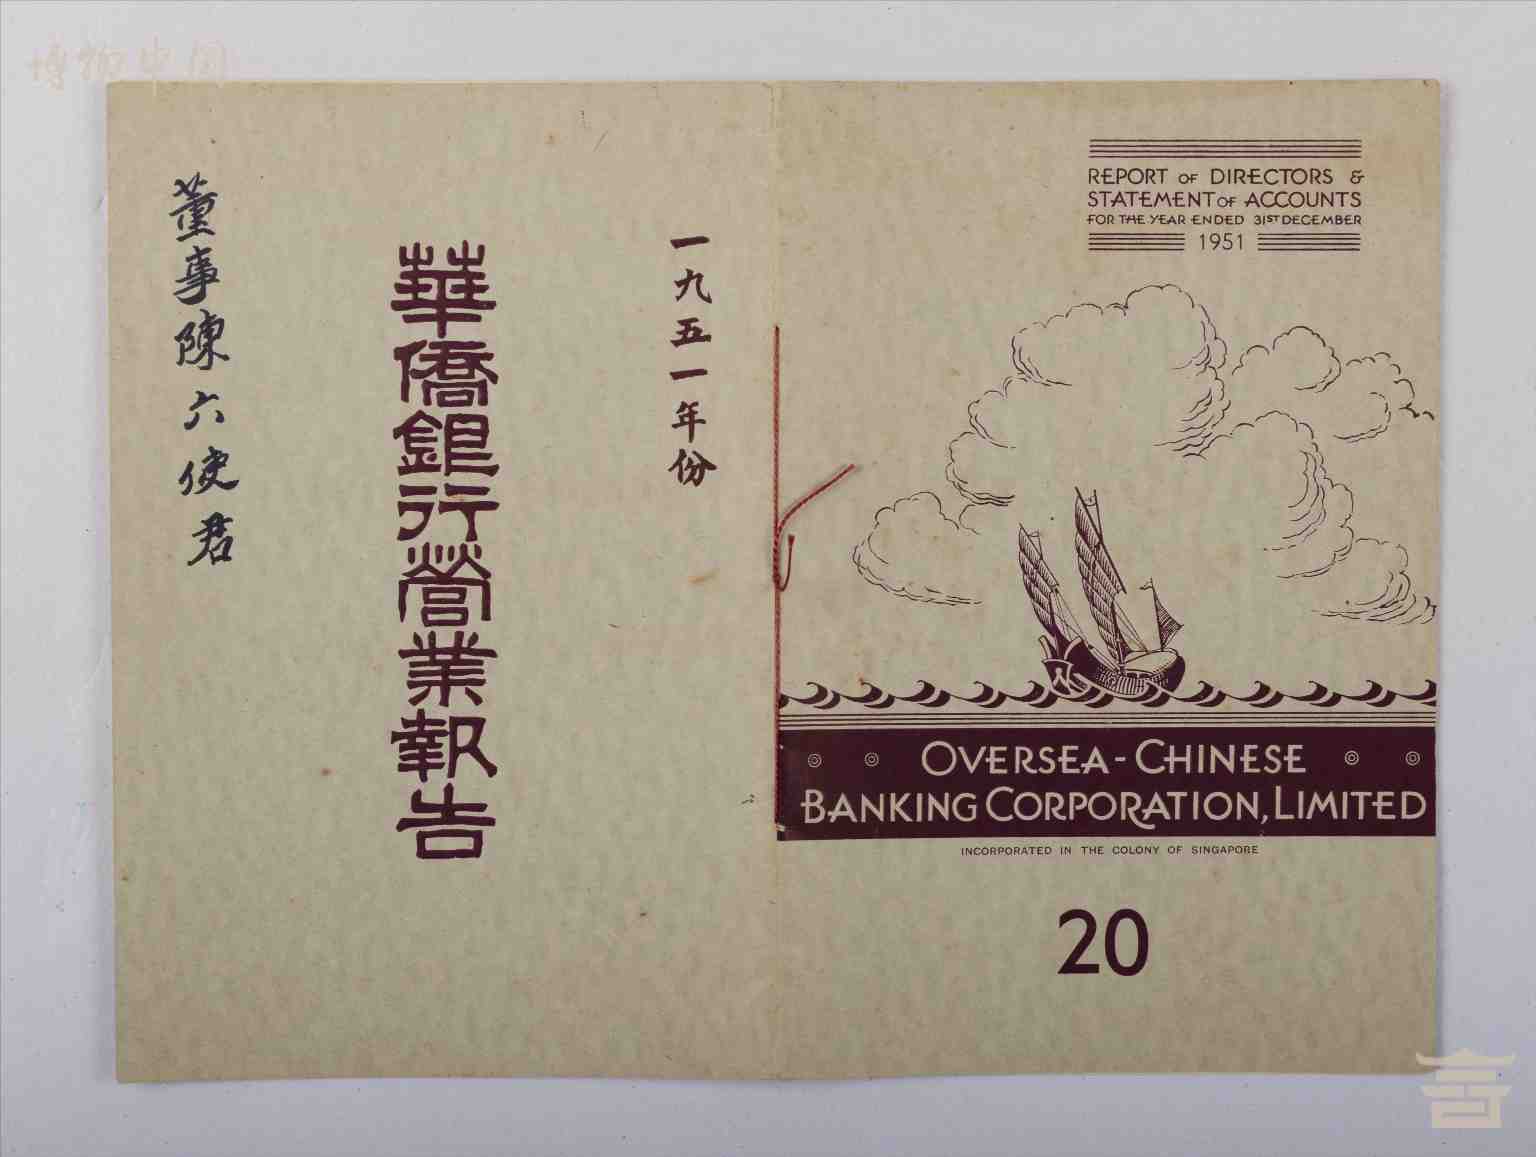 博物中国
董事陳六使君
華僑銀行營業報告
一九五一年份
REPORT OF DIRECTORS &
STATEMENT OF ACCOUNTS
FOR THE YEAR ENDED 31ST DECEMBER
1951
OVERSEA-CHINESE
BANKING CORPORATION, LIMITED
INCORPORATED IN THE COLONY OF SINGAPORE
20